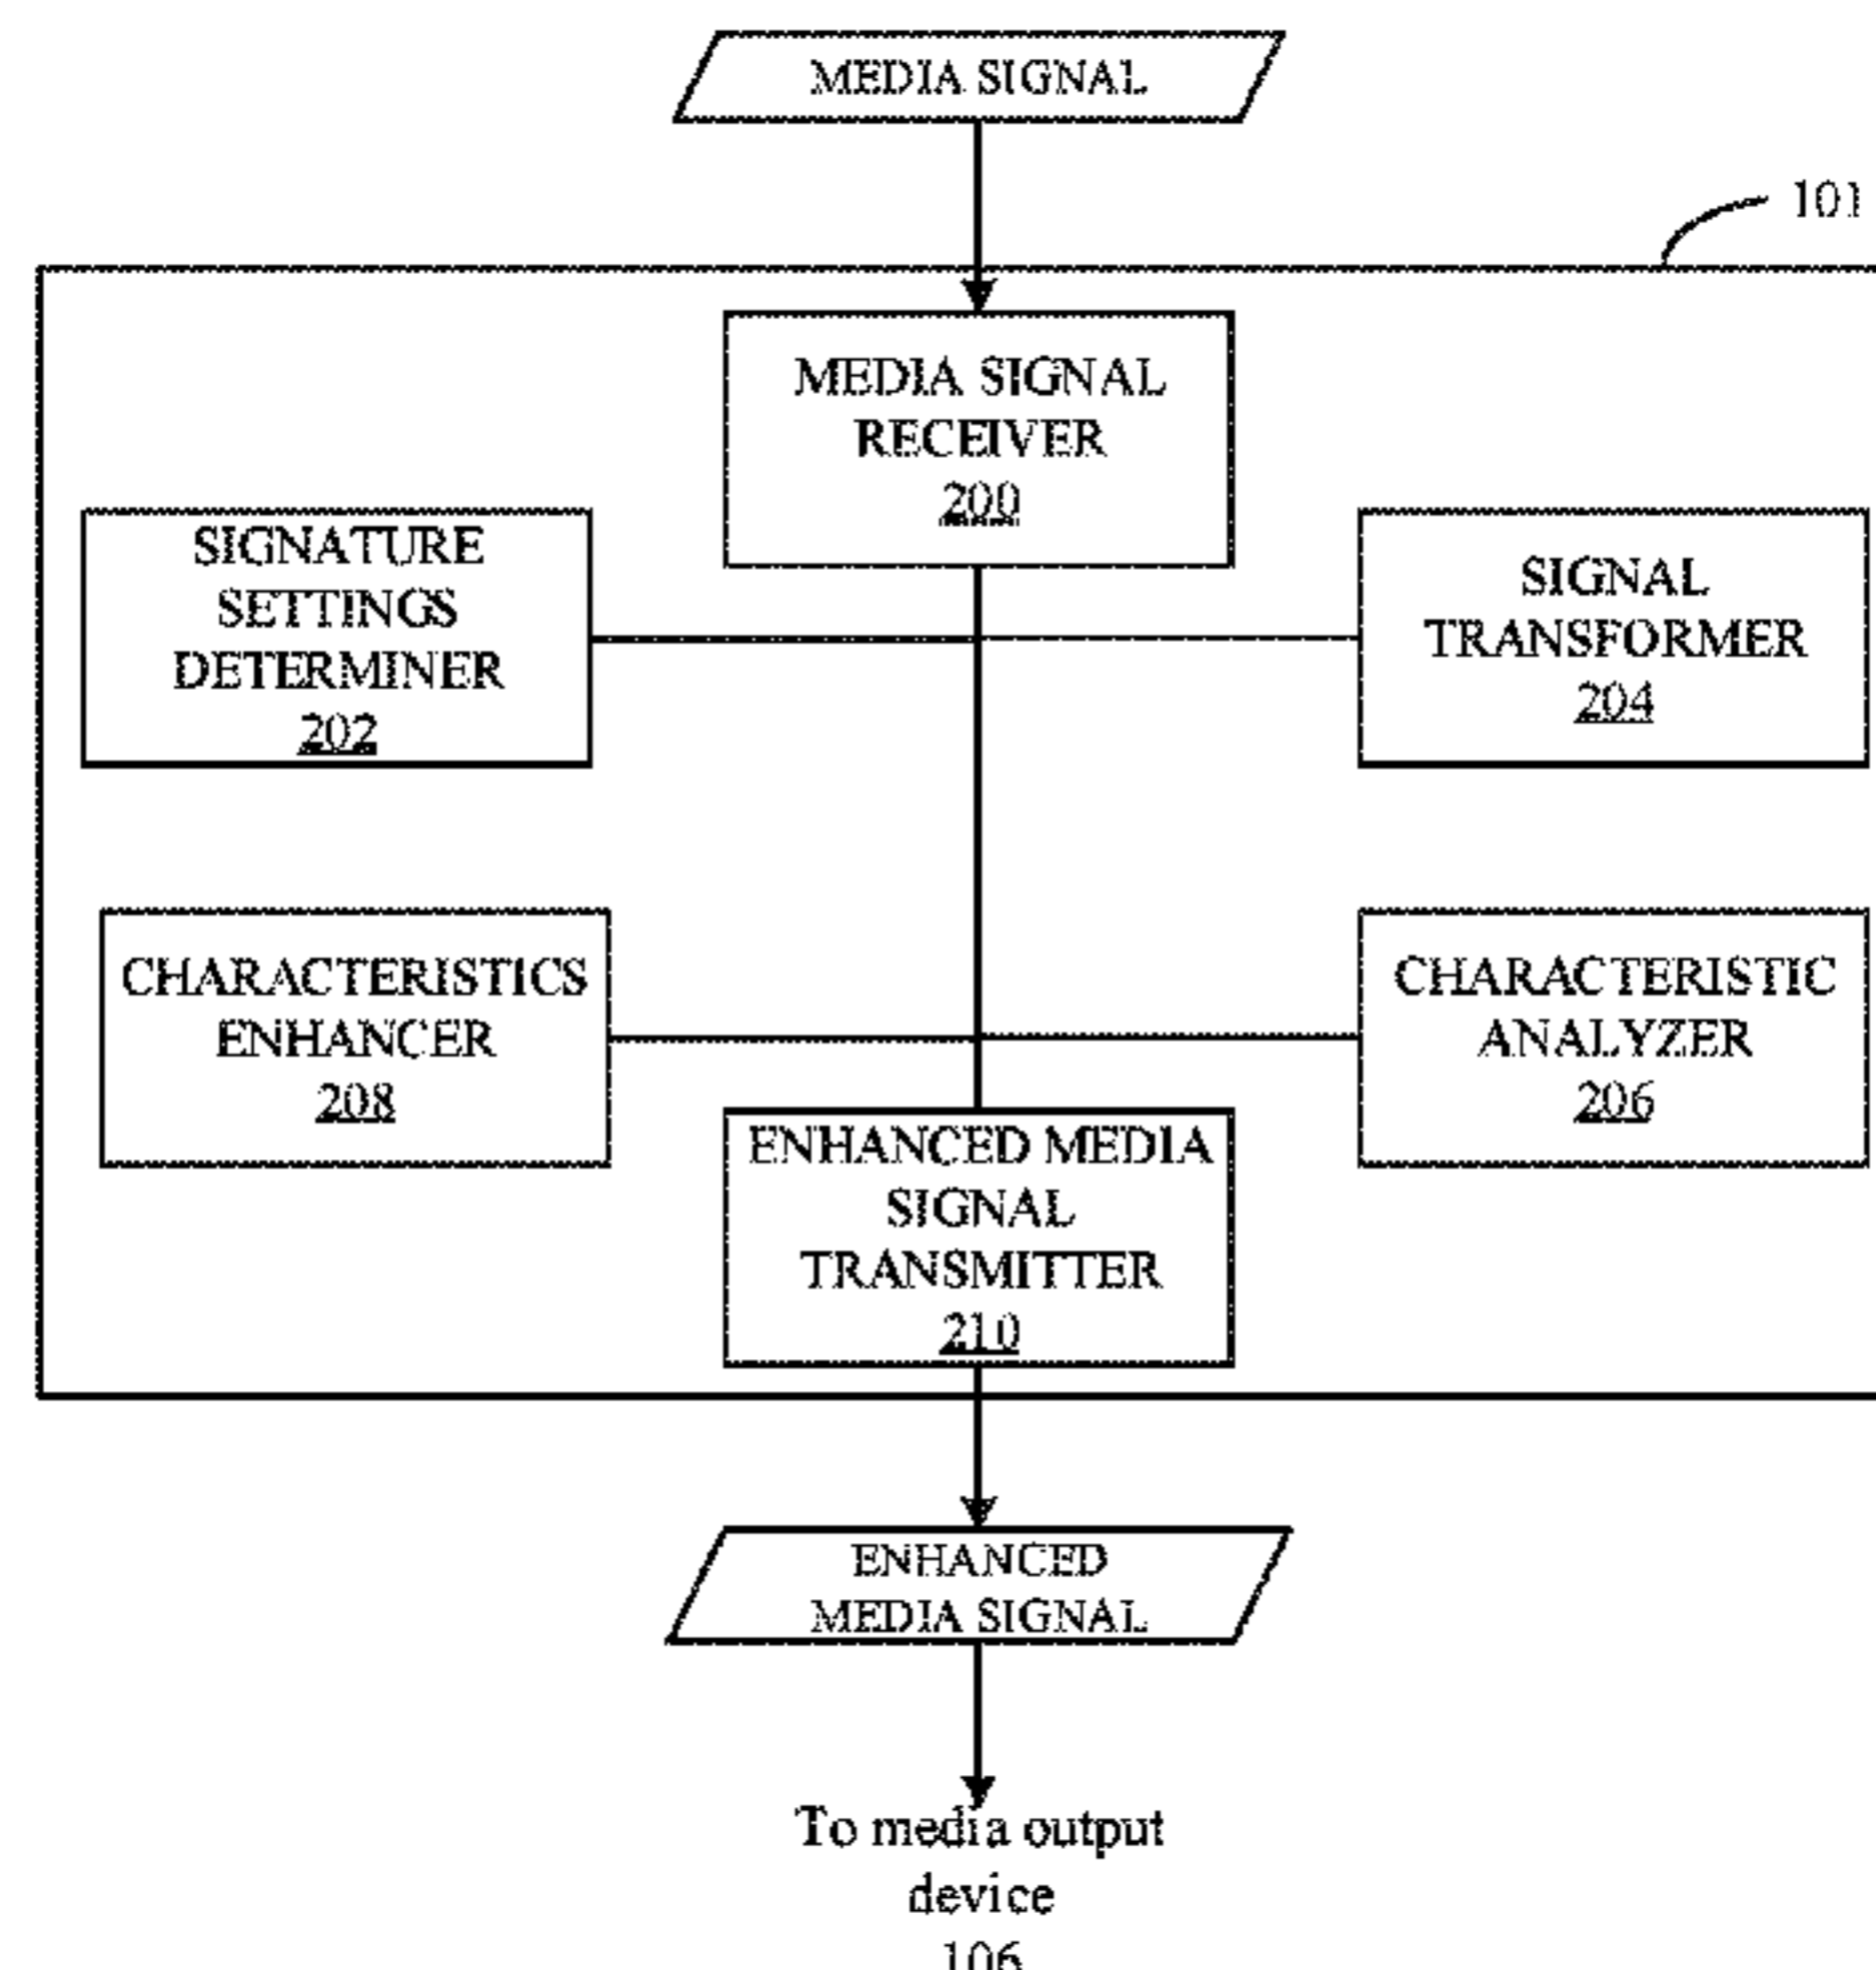 MEDIA SIGNAL
101
MEDIA SIGNAL
RECEIVER
200
SIGNATURE
SETTINGS
DETERMINER
202
SIGNAL
TRANSFORMER
204
CHARACTERISTICS
ENHANCER
208
CHARACTERISTIC
ANALYZER
206
ENHANCED MEDIA
SIGNAL
TRANSMITTER
210
ENHANCED
MEDIA SIGNAL
To media output
device
106